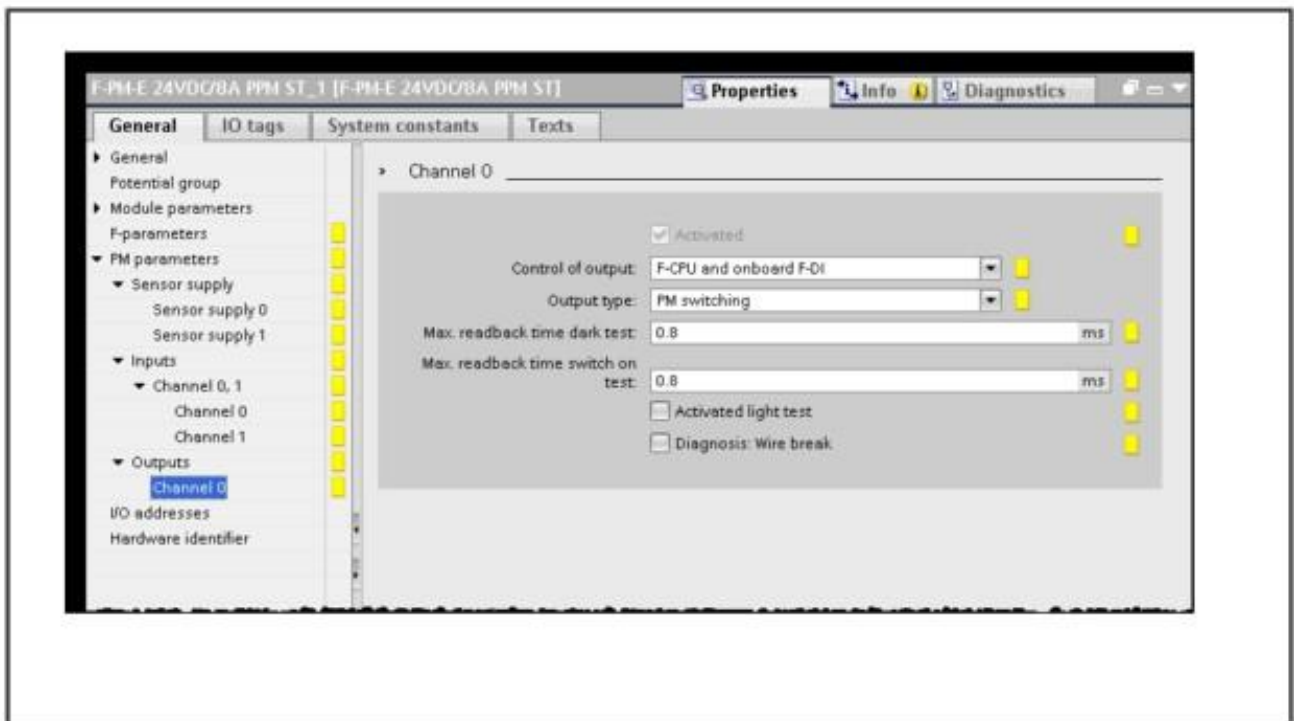 F-PM-E 24VDC/8A PPM ST_1 [F-PM-E 24VDC/8A PPM ST]
Properties
Info
Diagnostics
General
IO tags
System constants
Texts
General
Potential group
Module parameters
F-parameters
PM parameters
Sensor supply
Sensor supply 0
Sensor supply 1
Inputs
Channel 0, 1
Channel 0
Channel 1
Outputs
Channel 0
I/O addresses
Hardware identifier
Channel 0
Activated
Control of output: F-CPU and onboard F-DI
Output type: PM switching
Max. readback time dark test: 0.8 ms
Max. readback time switch on
test: 0.8 ms
Activated light test
Diagnosis: Wire break